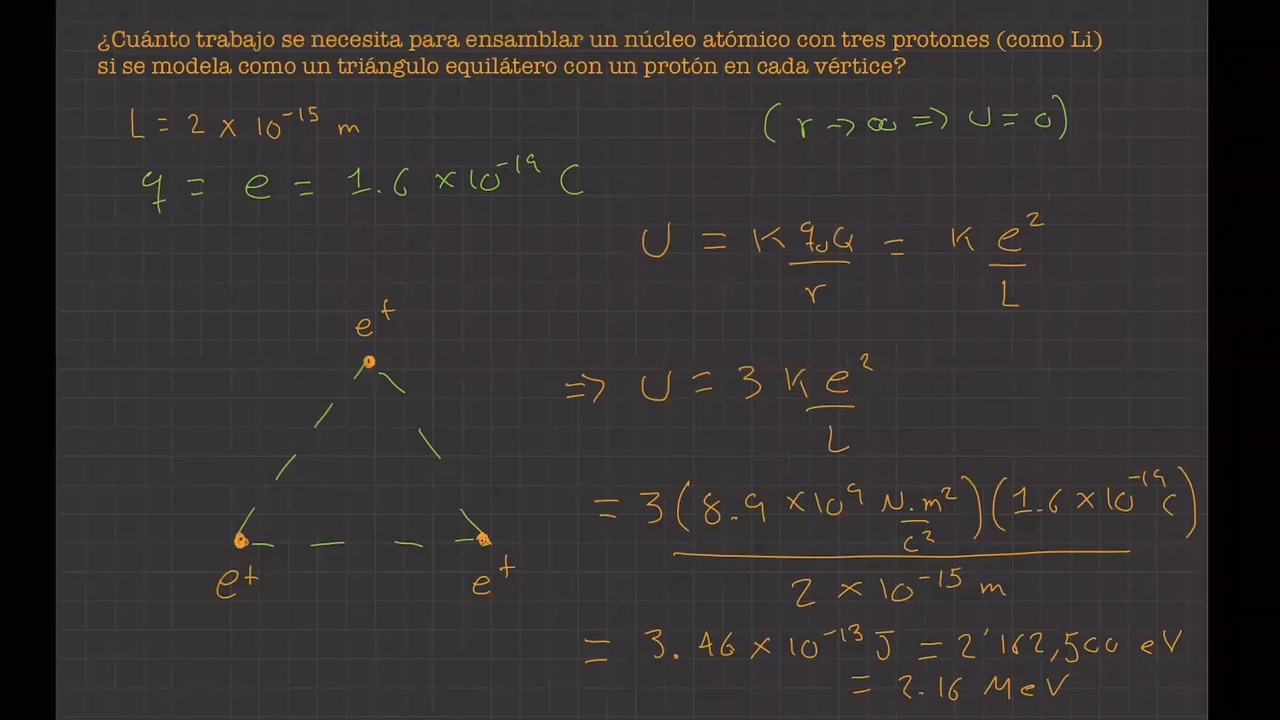 ¿Cuánto trabajo se necesita para ensamblar un núcleo atómico con tres protones (como Li)
si se modela como un triángulo equilátero con un protón en cada vértice?
L = 2 × 10⁻¹⁵ m
(r → ∞ => U = 0)
q = e = 1.6 × 10⁻¹⁹ C
U = K q₀Q / r = K e² / L
e⁺
=> U = 3 K e² / L
= 3 (8.9 × 10⁹ N·m² / C²)(1.6 × 10⁻¹⁹ C) / 2 × 10⁻¹⁵ m
e⁺ e⁺
= 3.46 × 10⁻¹³ J = 2'162,500 eV
= 2.16 MeV